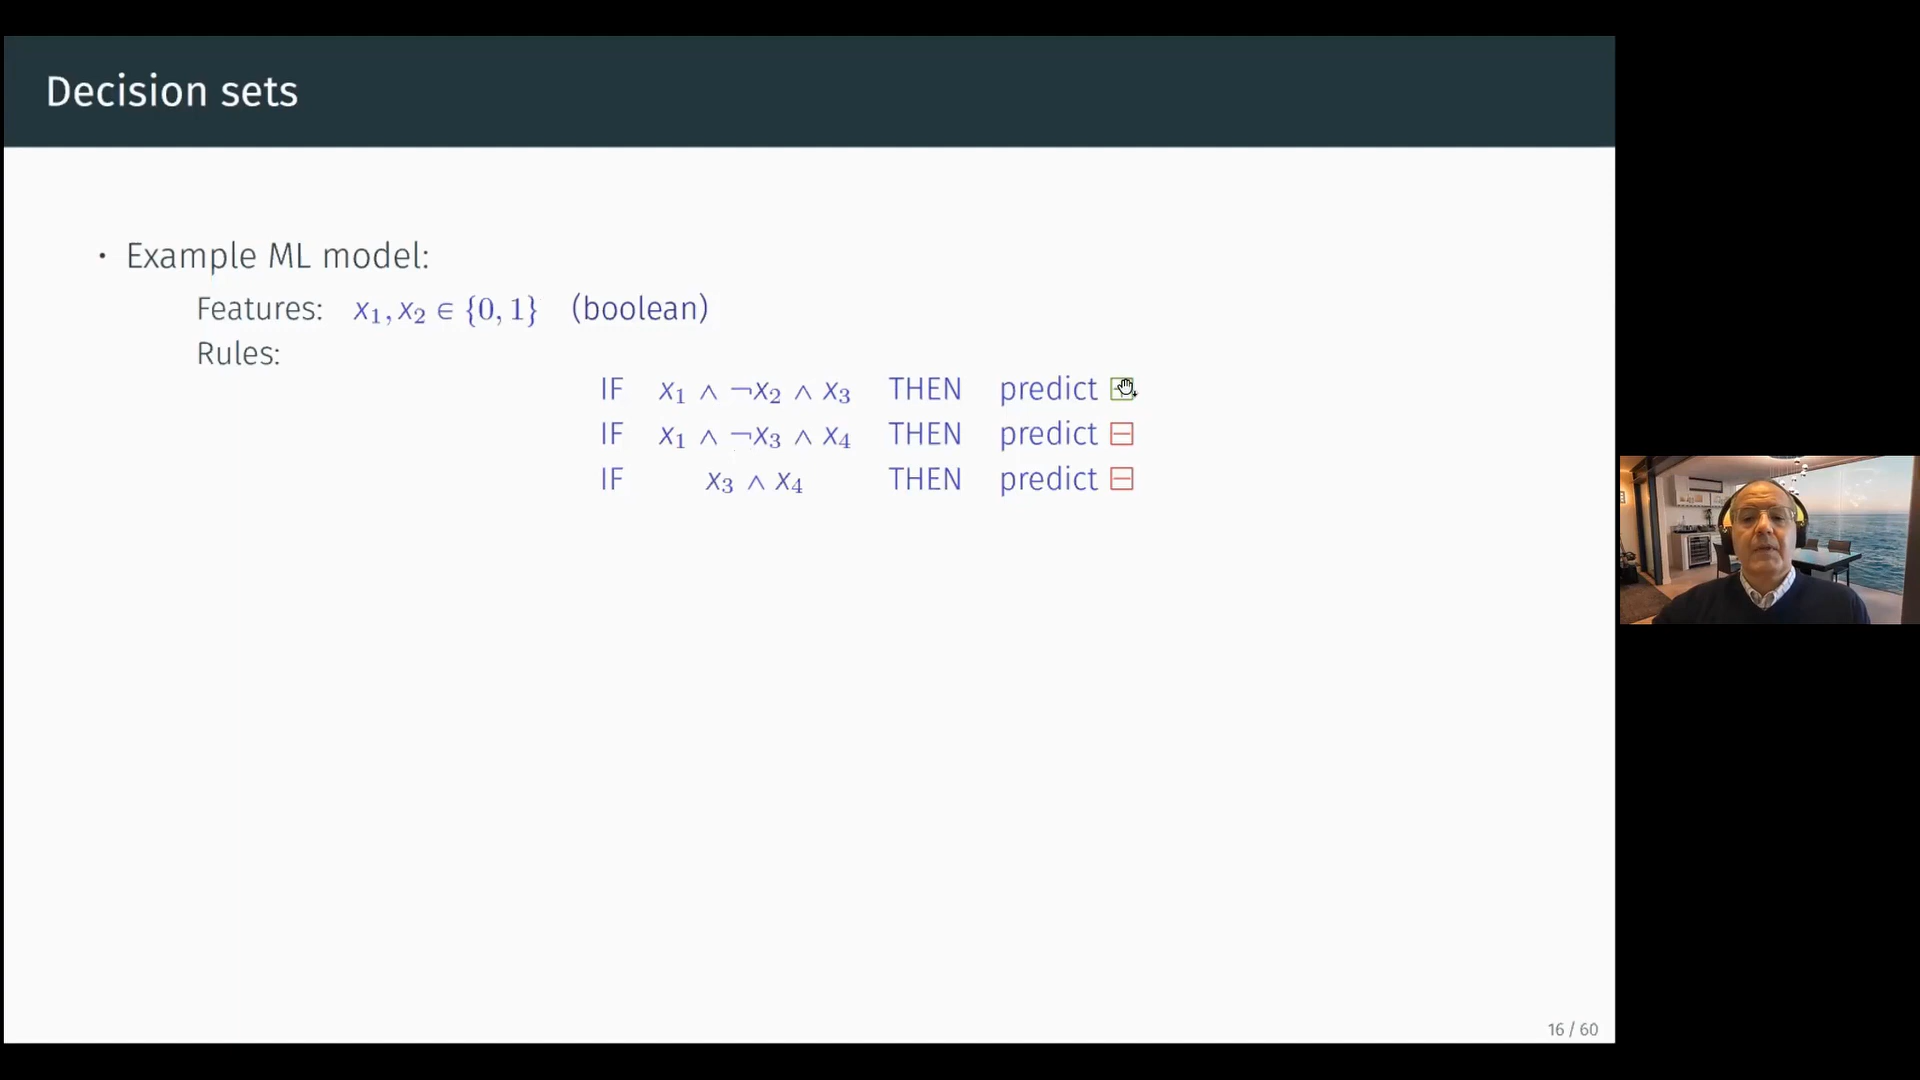 Decision sets
· Example ML model:
Features: x₁, x₂ ∈ {0, 1} (boolean)
Rules:
IF x₁ ∧ ¬x₂ ∧ x₃ THEN predict ⊞
IF x₁ ∧ ¬x₃ ∧ x₄ THEN predict ⊟
IF x₃ ∧ x₄ THEN predict ⊟
16 / 60